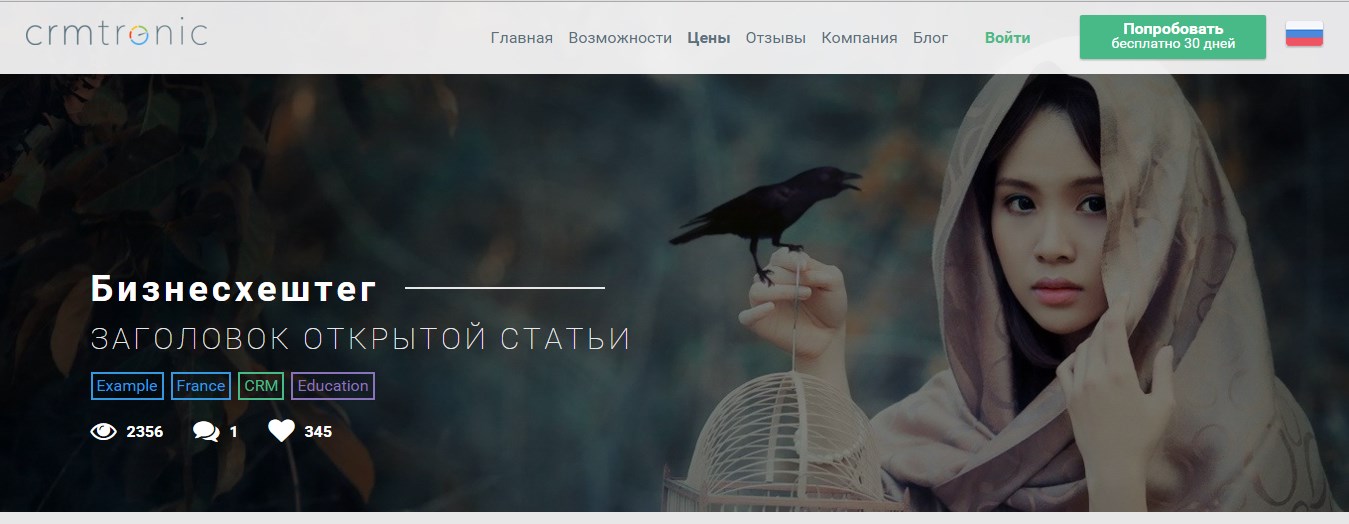 crmtronic
Главная Возможности Цены Отзывы Компания Блог Войти
Попробовать
бесплатно 30 дней
Бизнесхештег
ЗАГОЛОВОК ОТКРЫТОЙ СТАТЬИ
Example France CRM Education
2356 1 345